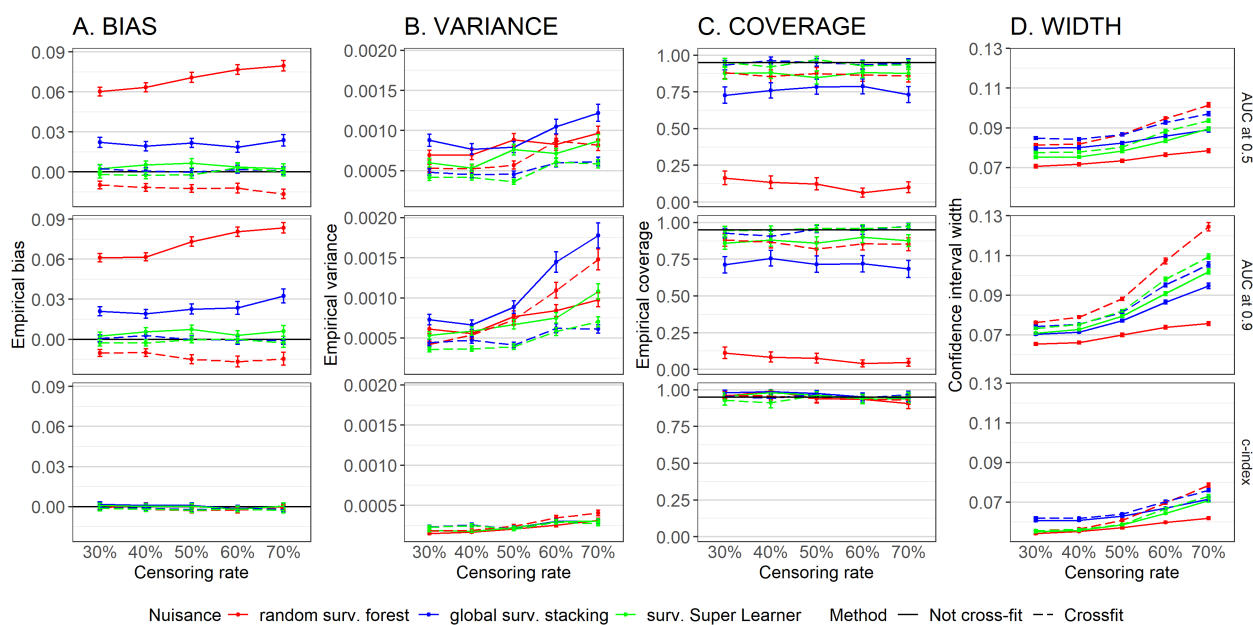 A. BIAS
B. VARIANCE
C. COVERAGE
D. WIDTH
Empirical bias
0.09
0.06
0.03
0.00
0.09
0.06
0.03
0.00
0.09
0.06
0.03
0.00
30% 40% 50% 60% 70%
Censoring rate
Empirical variance
0.0020
0.0015
0.0010
0.0005
0.0020
0.0015
0.0010
0.0005
0.0020
0.0015
0.0010
0.0005
30% 40% 50% 60% 70%
Censoring rate
Empirical coverage
1.00
0.75
0.50
0.25
0.00
1.00
0.75
0.50
0.25
0.00
1.00
0.75
0.50
0.25
0.00
30% 40% 50% 60% 70%
Censoring rate
Confidence interval width
0.13
0.11
0.09
0.07
0.13
0.11
0.09
0.07
0.13
0.11
0.09
0.07
30% 40% 50% 60% 70%
Censoring rate
AUC at 0.5
AUC at 0.9
c-index
Nuisance random surv. forest global surv. stacking surv. Super Learner Method Not cross-fit Crossfit